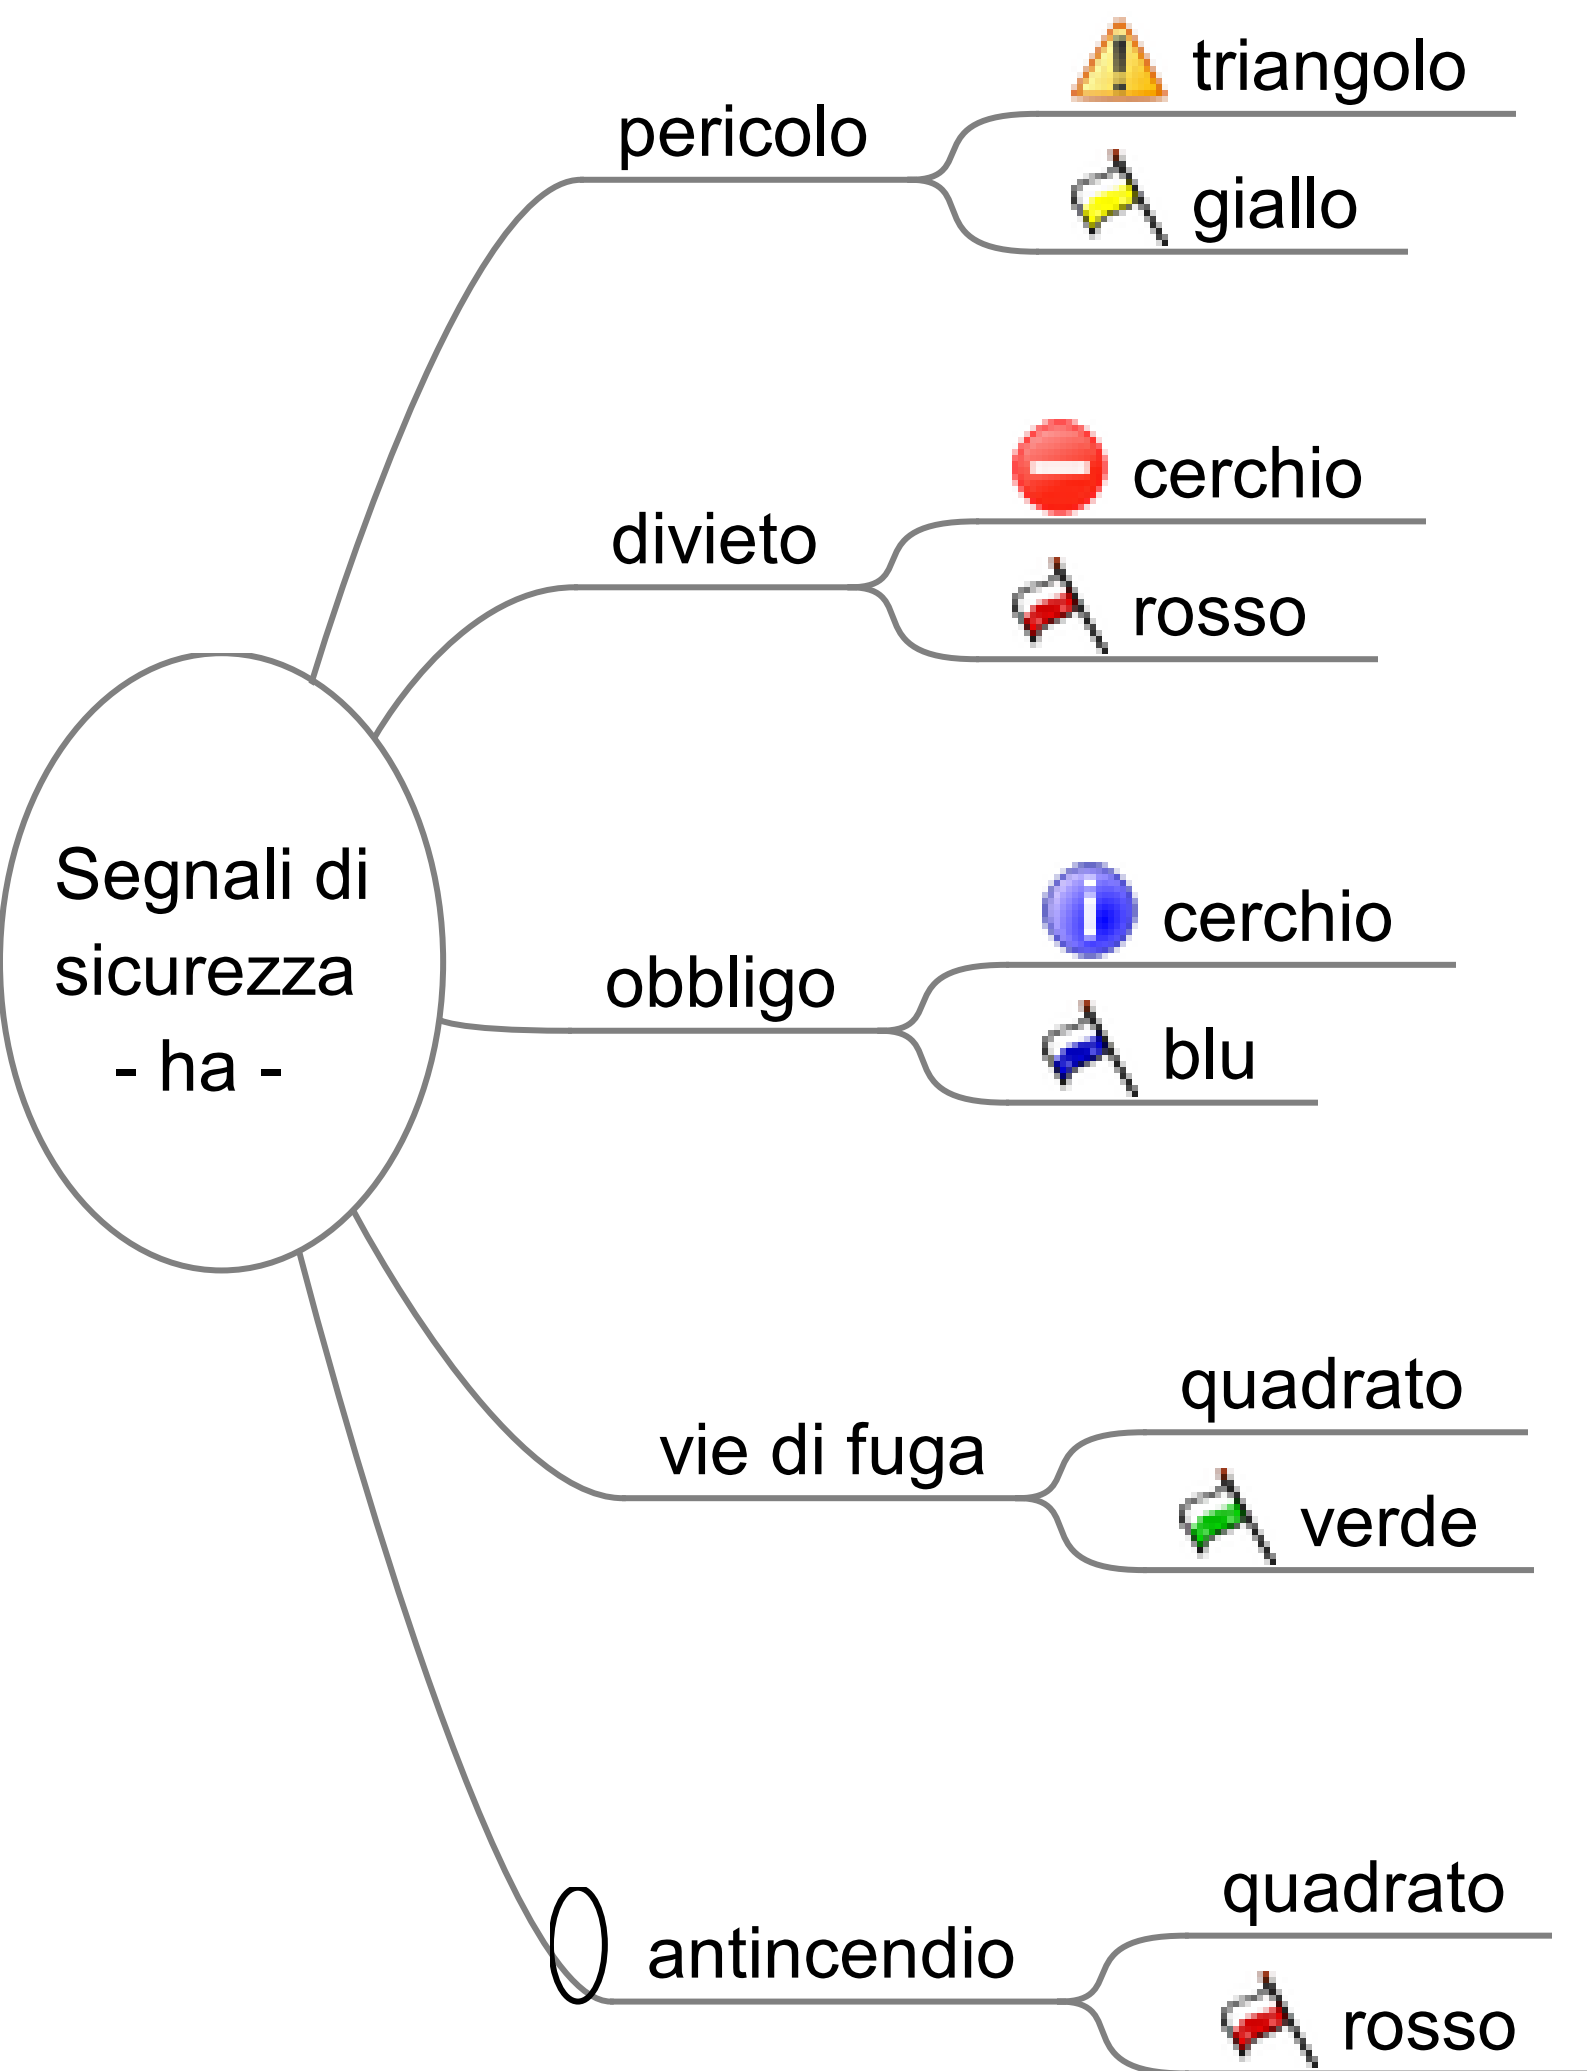 triangolo
pericolo
giallo
cerchio
divieto
rosso
Segnali di
sicurezza
- ha -
cerchio
obbligo
blu
quadrato
vie di fuga
verde
quadrato
antincendio
rosso